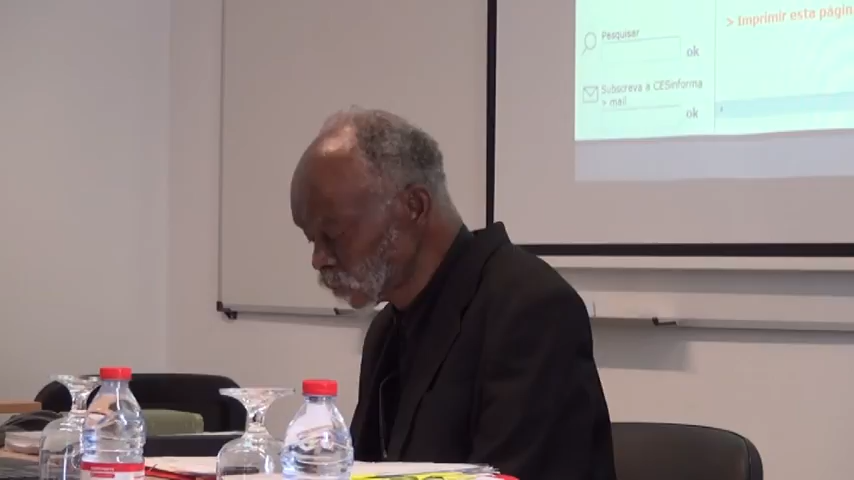 Pesquisar
ok
> Imprimir esta págin
Subscreva a CESinforma
> mail
ok